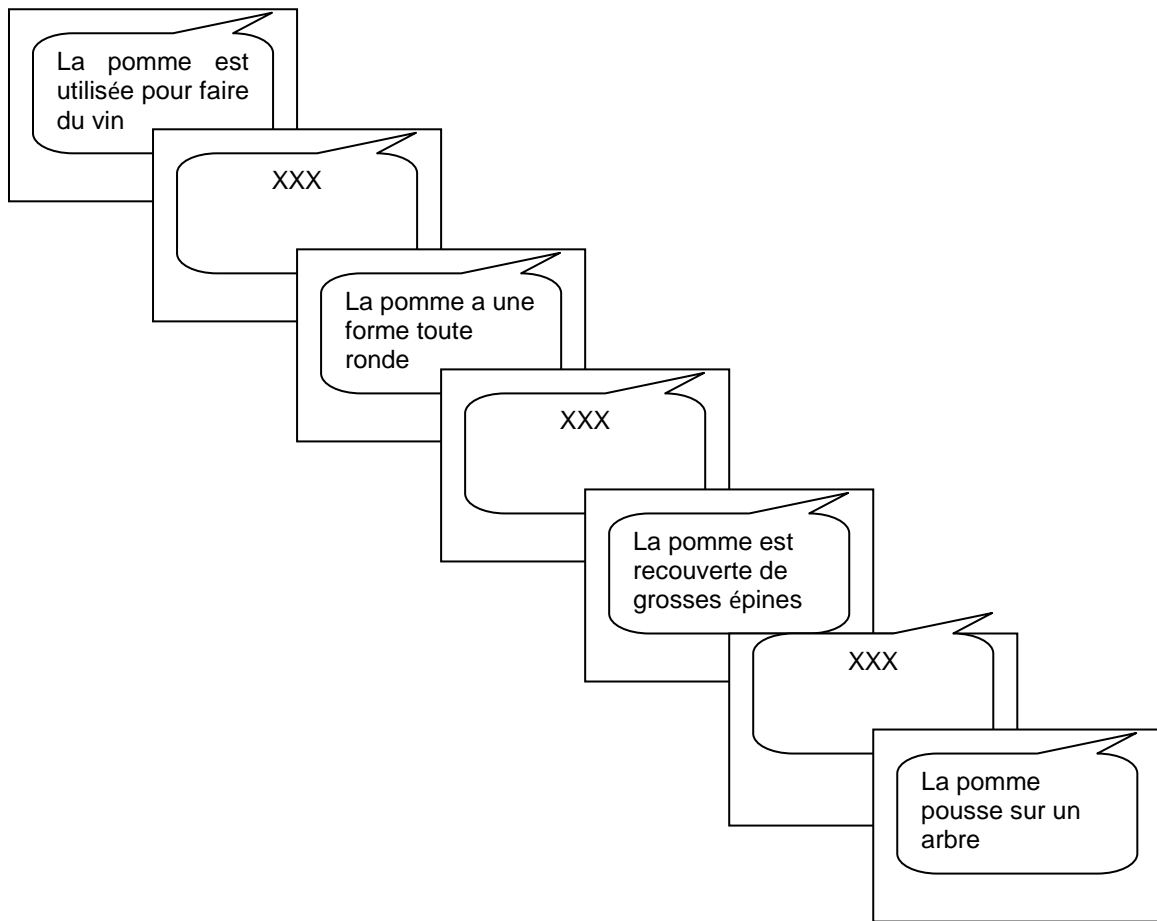 La pomme est
utilisée pour faire
du vin
XXX
La pomme a une
forme toute
ronde
XXX
La pomme est
recouverte de
grosses épines
XXX
La pomme
pousse sur un
arbre